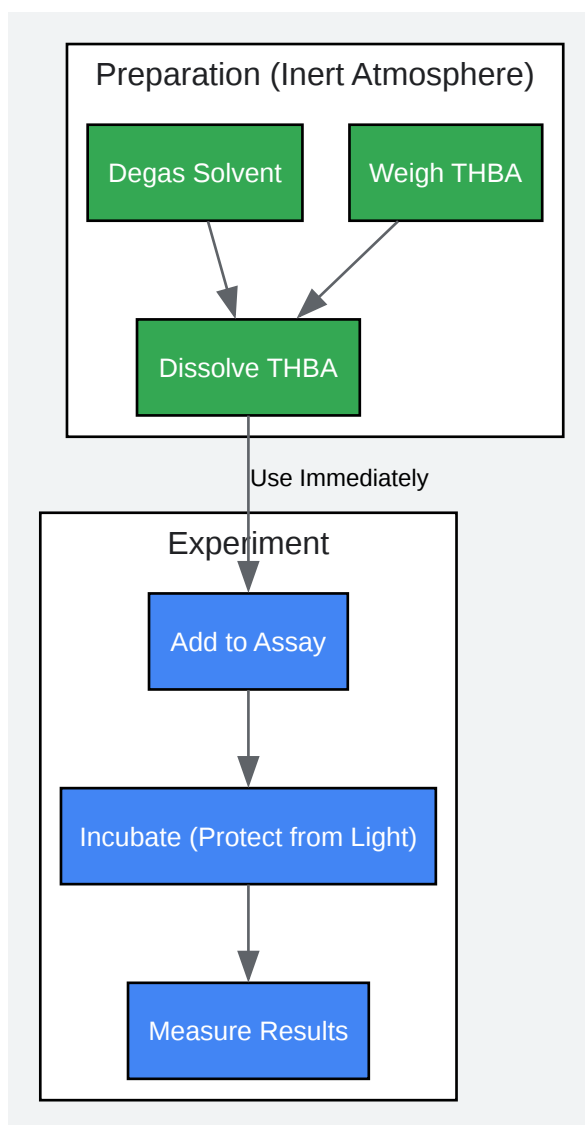 Preparation (Inert Atmosphere)
Degas Solvent
Weigh THBA
Dissolve THBA
Use Immediately
Experiment
Add to Assay
Incubate (Protect from Light)
Measure Results